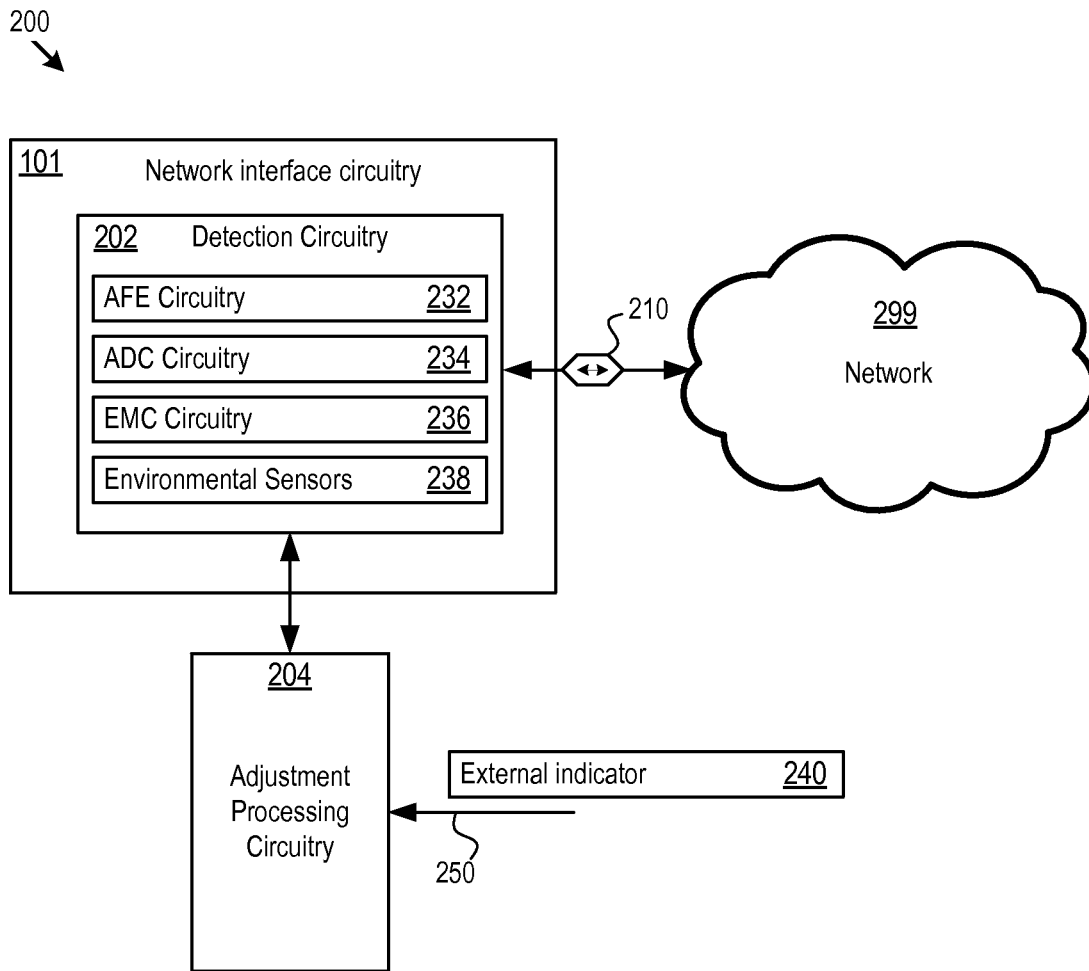 200
101 Network interface circuitry
202 Detection Circuitry
AFE Circuitry 232
ADC Circuitry 234
EMC Circuitry 236
Environmental Sensors 238
210
299
Network
204
Adjustment
Processing
Circuitry
External indicator 240
250